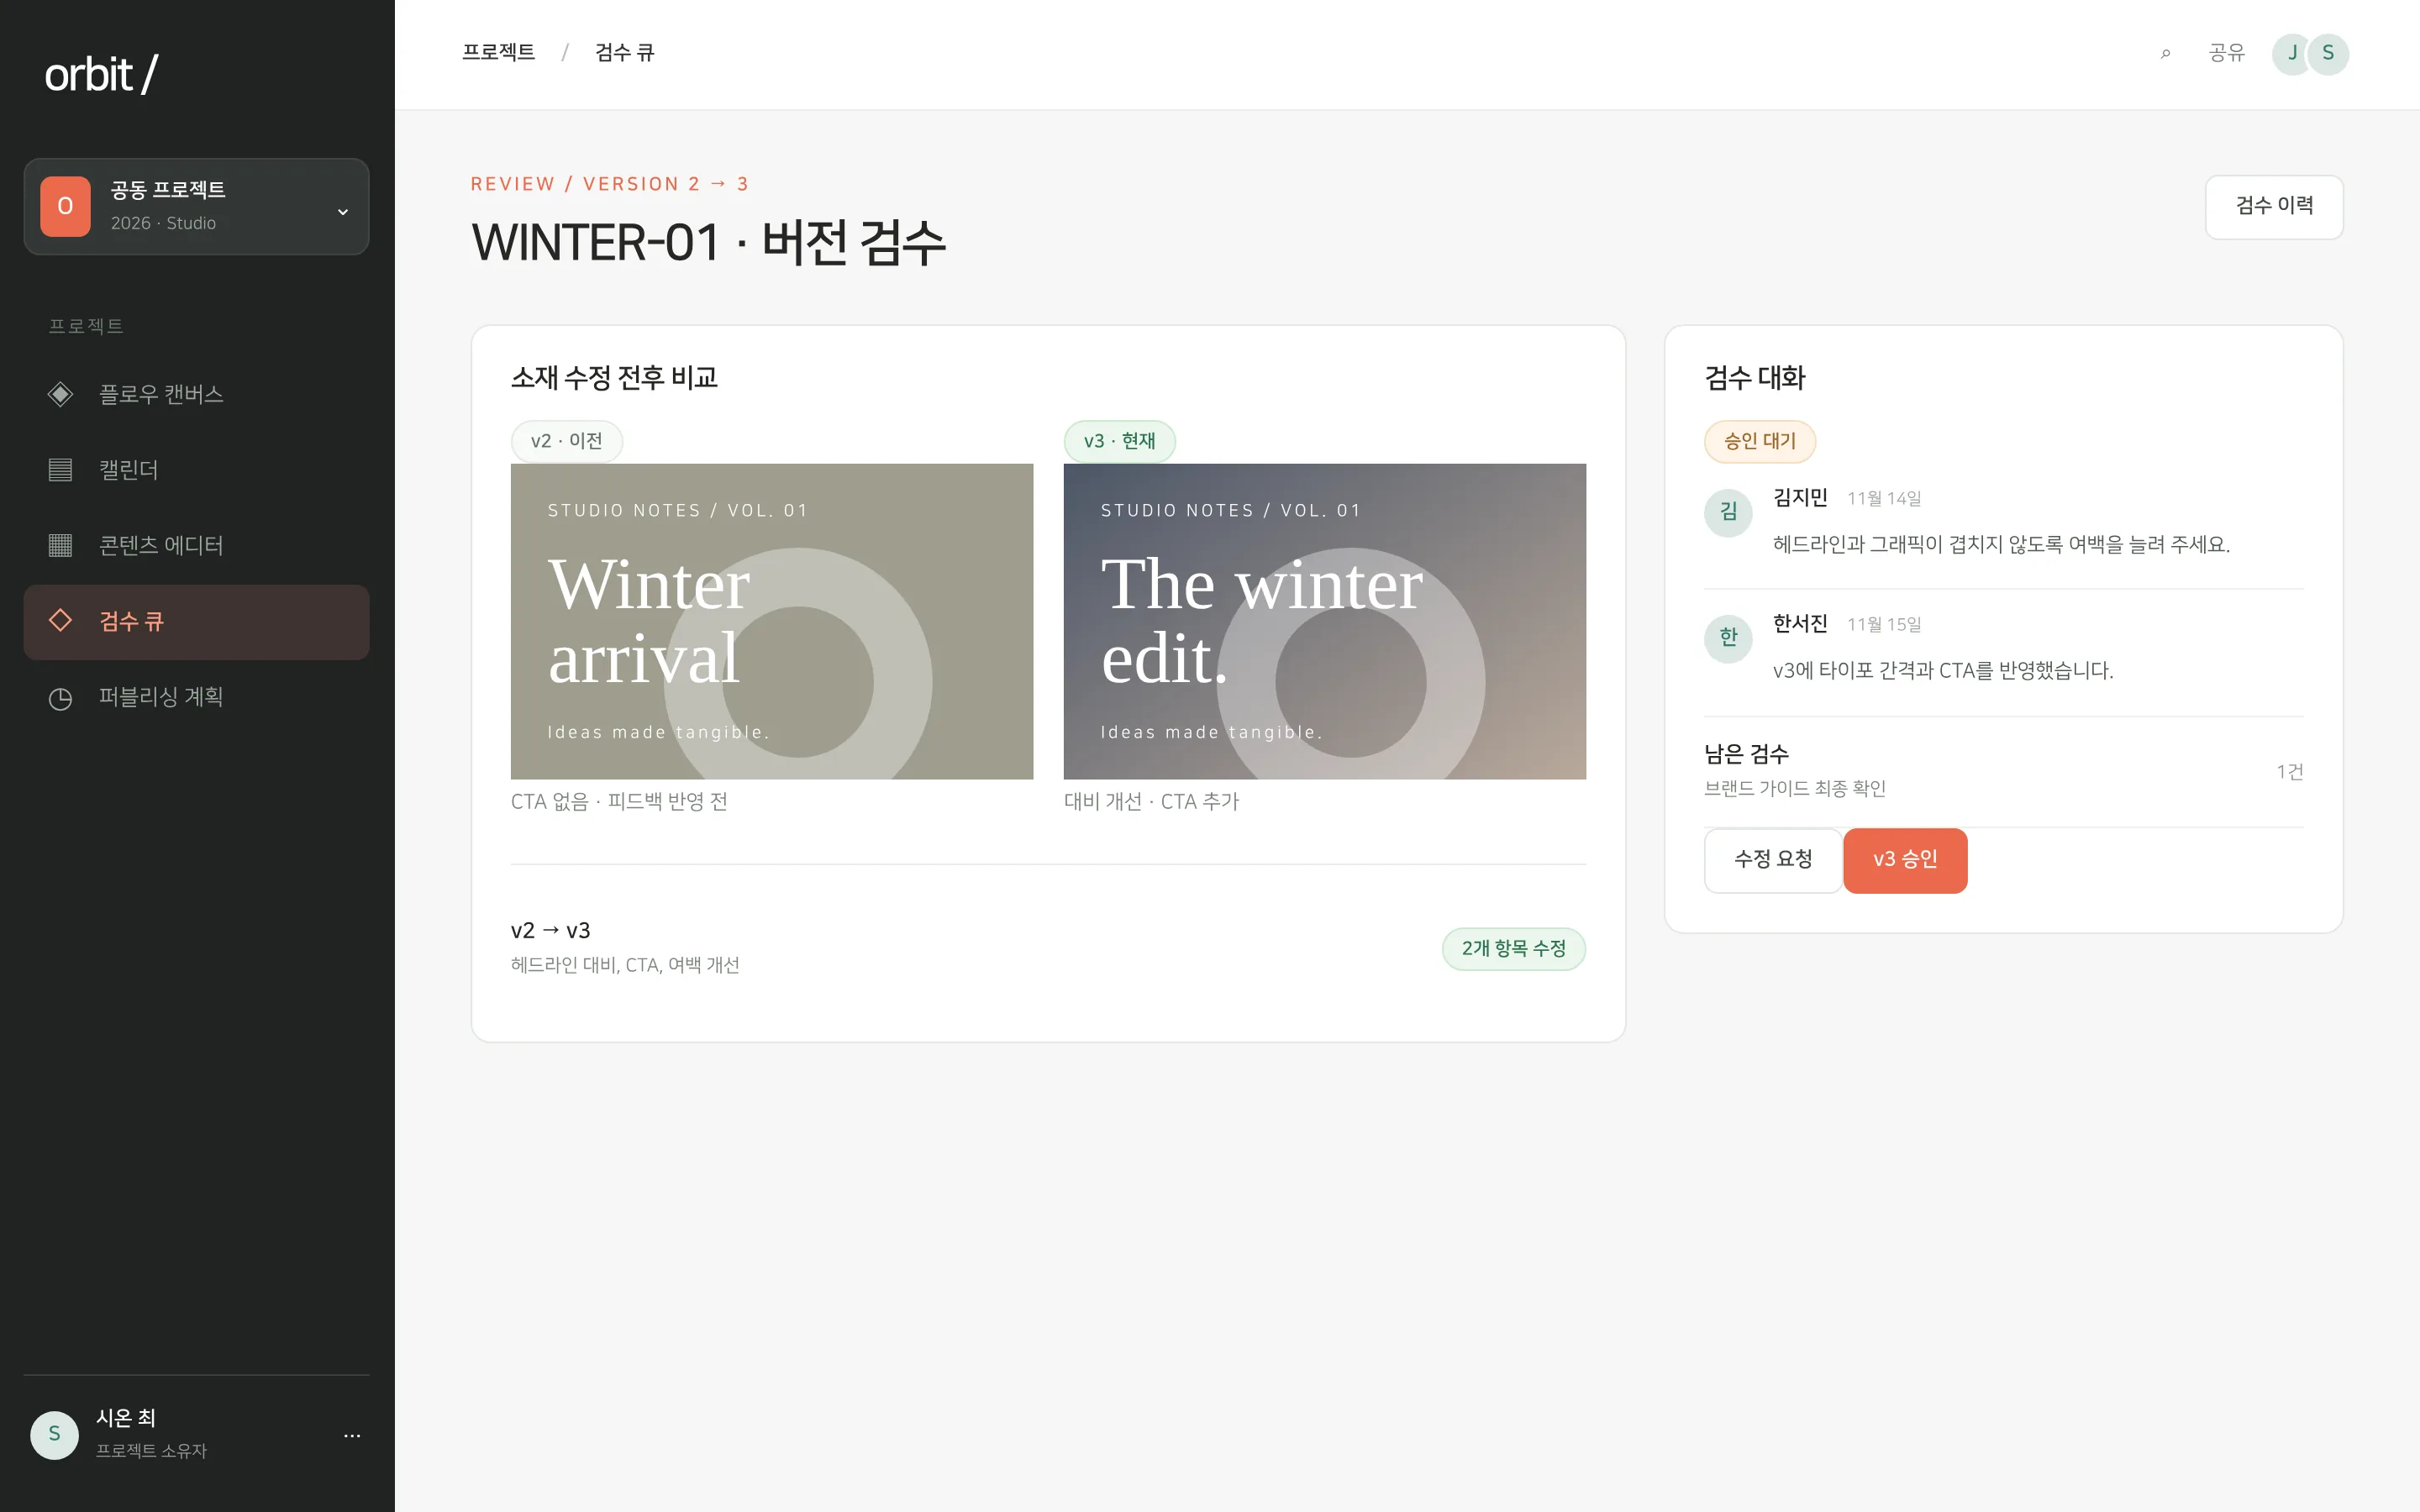 orbit /
O
공동 프로젝트
2026 · Studio
프로젝트
플로우 캔버스
캘린더
콘텐츠 에디터
검수 큐
퍼블리싱 계획
S
시온 최
프로젝트 소유자
...
프로젝트 / 검수 큐
공유
J
S
REVIEW / VERSION 2 → 3
WINTER-01 · 버전 검수
검수 이력
소재 수정 전후 비교
v2 · 이전
STUDIO NOTES / VOL. 01
Winter
arrival
Ideas made tangible.
CTA 없음 · 피드백 반영 전
v3 · 현재
STUDIO NOTES / VOL. 01
The winter
edit.
Ideas made tangible.
대비 개선 · CTA 추가
v2 → v3
헤드라인 대비, CTA, 여백 개선
2개 항목 수정
검수 대화
승인 대기
김
김지민 11월 14일
헤드라인과 그래픽이 겹치지 않도록 여백을 늘려 주세요.
한
한서진 11월 15일
v3에 타이포 간격과 CTA를 반영했습니다.
남은 검수
브랜드 가이드 최종 확인
1건
수정 요청
v3 승인